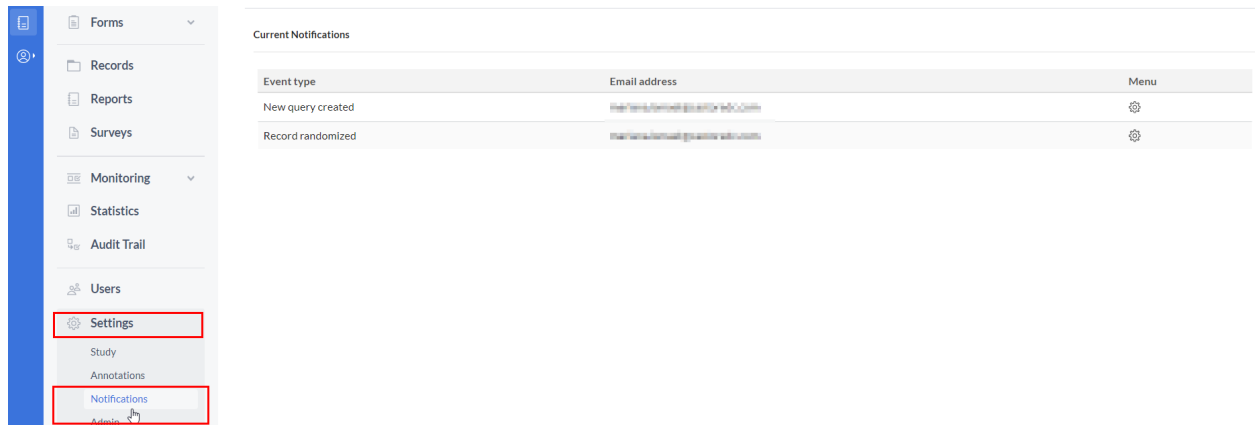 Forms
Records
Reports
Surveys
Monitoring
Statistics
Audit Trail
Users
Settings
Study
Annotations
Notifications
Admin
Current Notifications
Event type Email address Menu
New query created
Record randomized